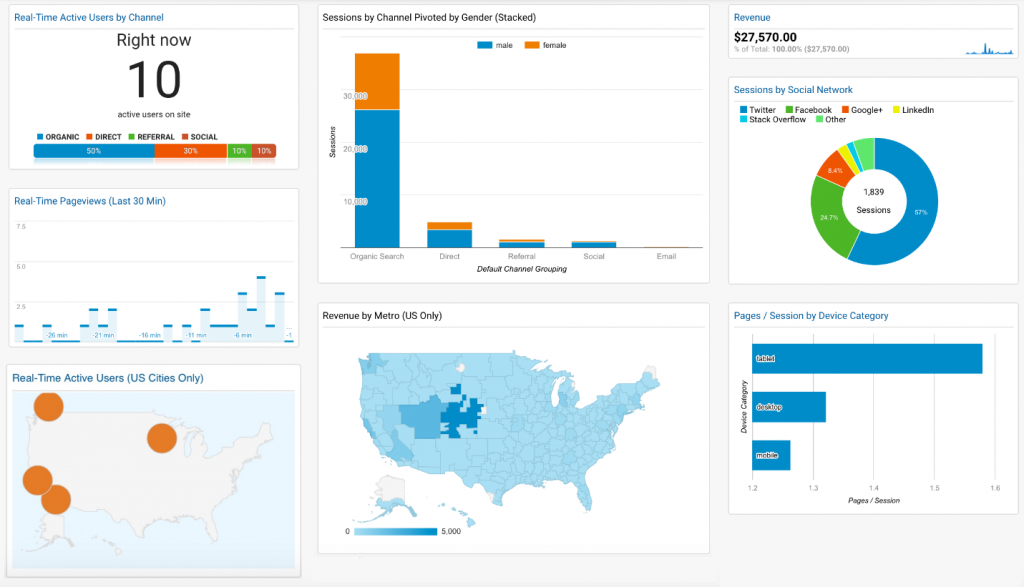 Real-Time Active Users by Channel
Right now
10
active users on site
ORGANIC DIRECT REFERRAL SOCIAL
50% 30% 10% 10%
Real-Time Pageviews (Last 30 Min)
7.5
5.0
2.5
-26 min -21 min -16 min -11 min -6 min -1
Real-Time Active Users (US Cities Only)
Sessions by Channel Pivoted by Gender (Stacked)
male female
Sessions
30,000
20,000
10,000
Organic Search Direct Referral Social Email
Default Channel Grouping
Revenue by Metro (US Only)
0 5,000
Revenue
$27,570.00
% of Total: 100.00% ($27,570.00)
Sessions by Social Network
Twitter Facebook Google+ LinkedIn
Stack Overflow Other
8.4%
24.7%
57%
1,839
Sessions
Pages / Session by Device Category
Device Category
tablet
desktop
mobile
1.2 1.3 1.4 1.5 1.6
Pages / Session